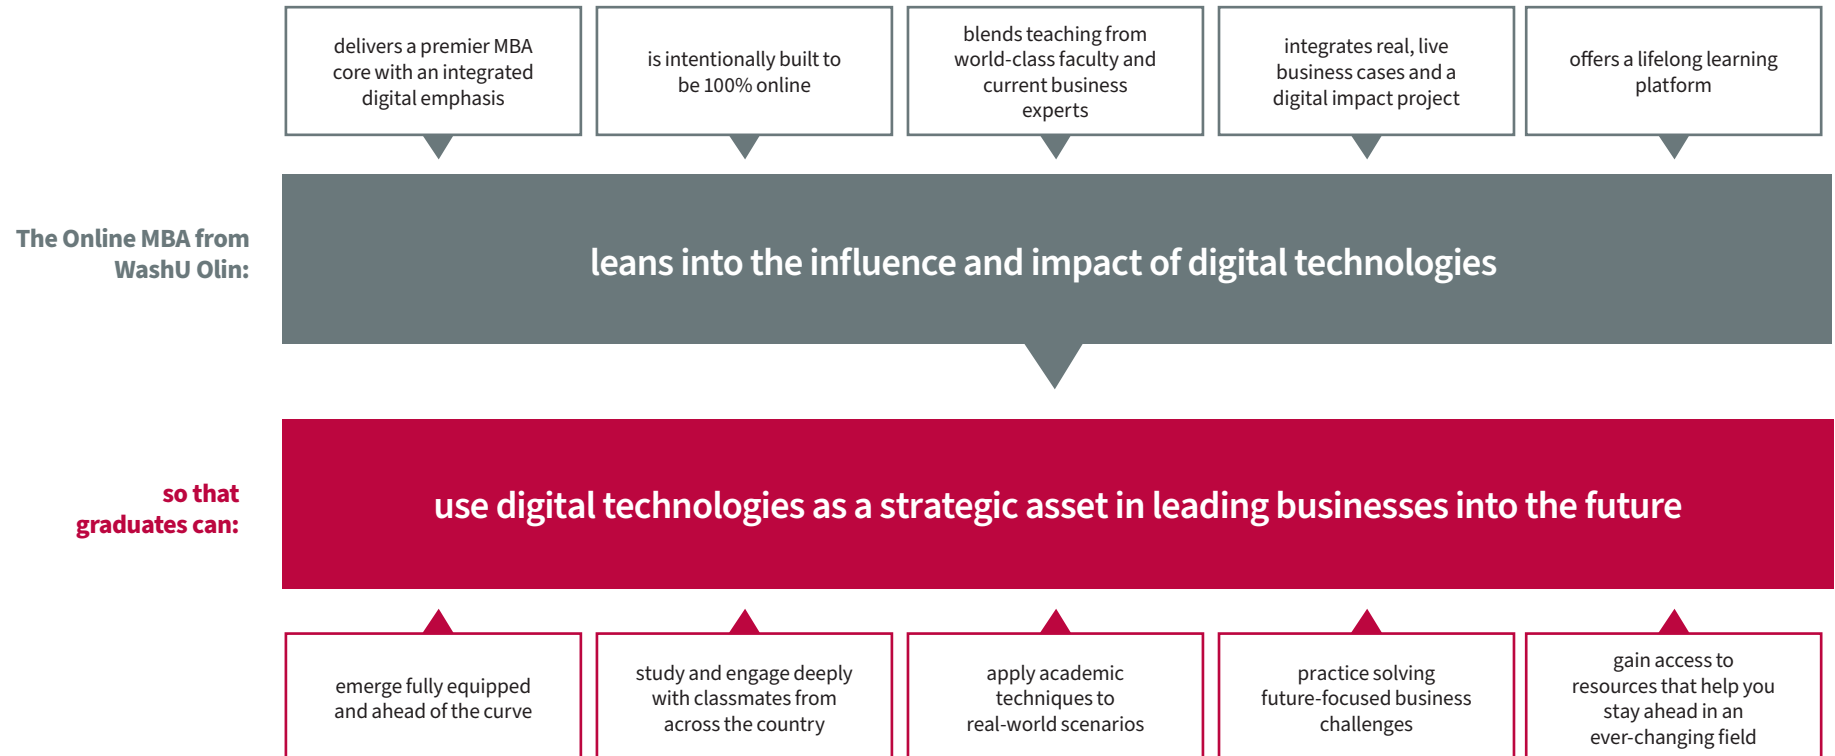 delivers a premier MBA
core with an integrated
digital emphasis
is intentionally built to
be 100% online
blends teaching from
world-class faculty and
current business
experts
integrates real, live
business cases and a
digital impact project
offers a lifelong learning
platform
The Online MBA from
WashU Olin:
leans into the influence and impact of digital technologies
so that
graduates can:
use digital technologies as a strategic asset in leading businesses into the future
emerge fully equipped
and ahead of the curve
study and engage deeply
with classmates from
across the country
apply academic
techniques to
real-world scenarios
practice solving
future-focused business
challenges
gain access to
resources that help you
stay ahead in an
ever-changing field